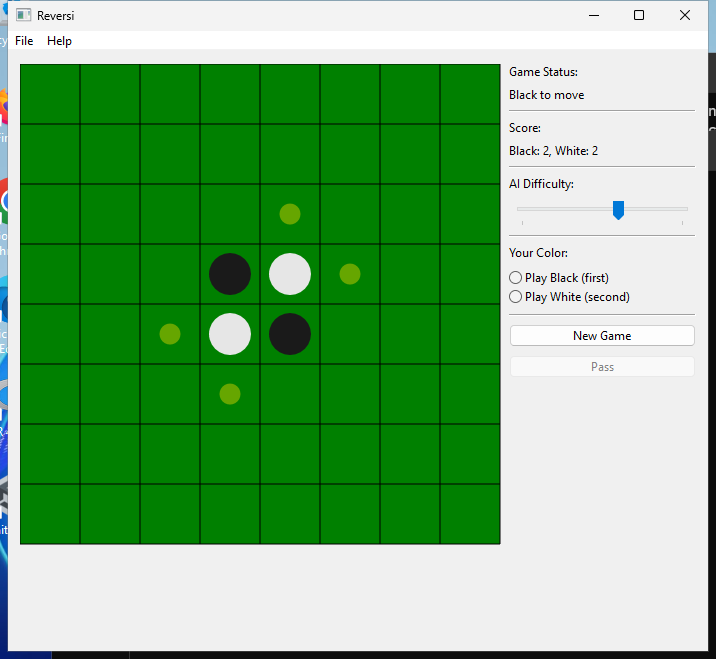 Reversi
File Help
Game Status:
Black to move
Score:
Black: 2, White: 2
AI Difficulty:
Your Color:
Play Black (first)
Play White (second)
New Game
Pass